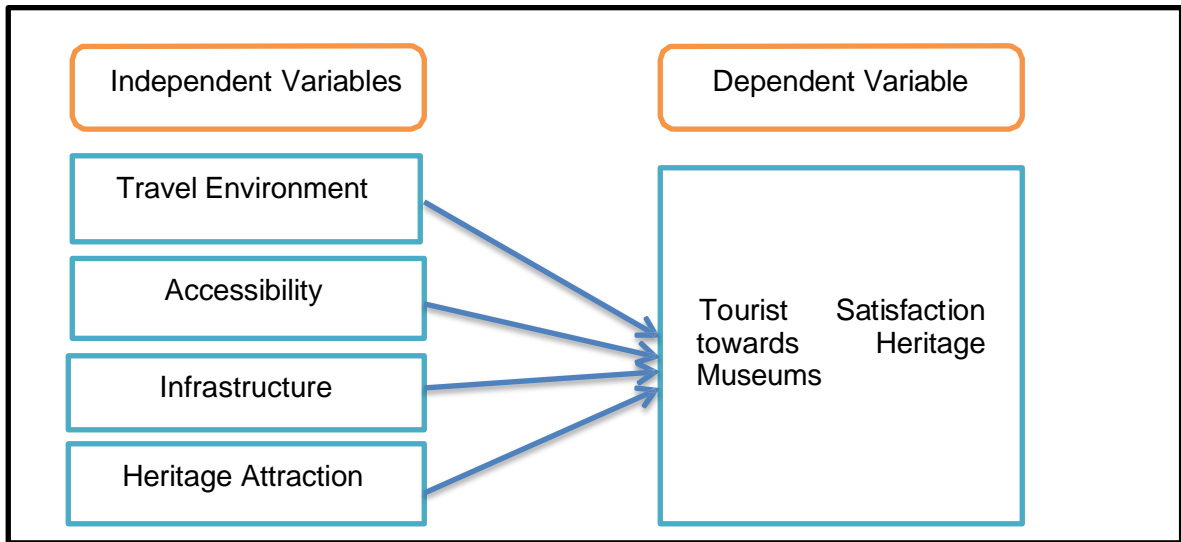 Independent Variables
Dependent Variable
Travel Environment
Accessibility
Infrastructure
Heritage Attraction
Tourist Satisfaction
towards Heritage
Museums